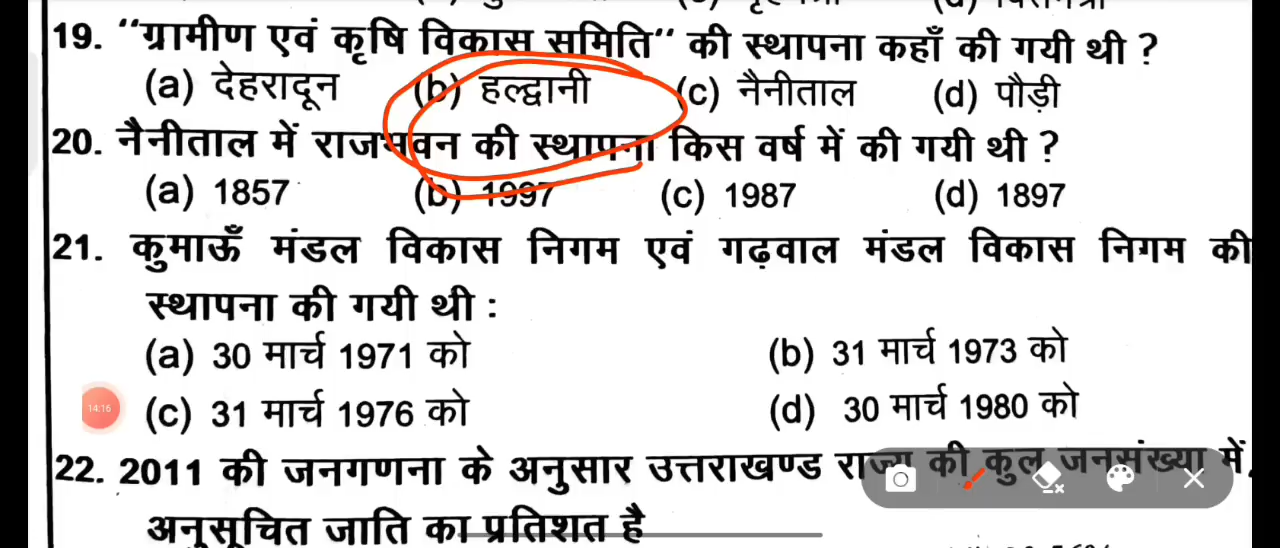 19. “ग्रामीण एवं कृषि विकास समिति” की स्थापना कहाँ की गयी थी ?
(a) देहरादून (b) हल्द्वानी (c) नैनीताल (d) पौड़ी
20. नैनीताल में राजभवन की स्थापना किस वर्ष में की गयी थी ?
(a) 1857 (b) 1997 (c) 1987 (d) 1897
21. कुमाऊँ मंडल विकास निगम एवं गढ़वाल मंडल विकास निगम की
स्थापना की गयी थी :
(a) 30 मार्च 1971 को (b) 31 मार्च 1973 को
14:16
(c) 31 मार्च 1976 को (d) 30 मार्च 1980 को
22. 2011 की जनगणना के अनुसार उत्तराखण्ड राज्य की कुल जनसंख्या में
अनुसूचित जाति का प्रतिशत है